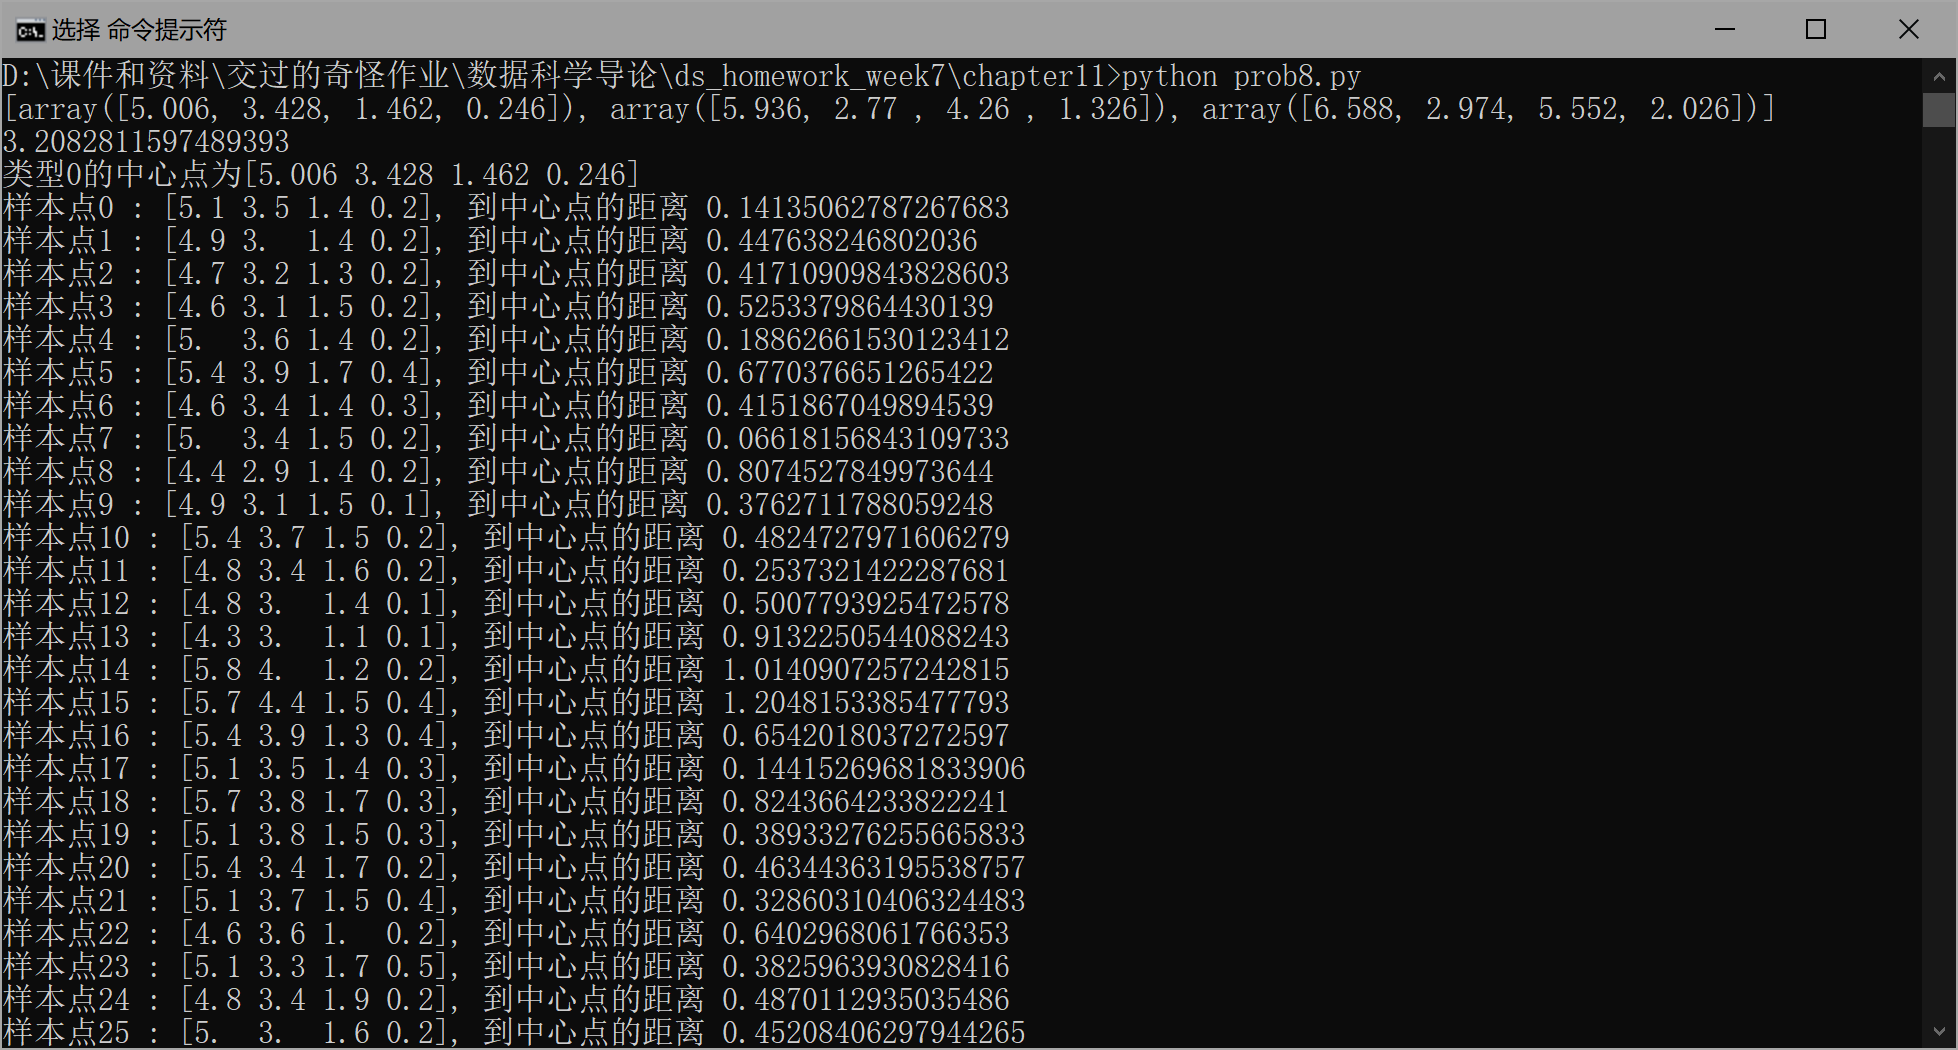 选择 命令提示符
D:\课件和资料\交过的奇怪作业\数据科学导论\ds_homework_week7\chapter11>python prob8.py
[array([5.006, 3.428, 1.462, 0.246]), array([5.936, 2.77 , 4.26 , 1.326]), array([6.588, 2.974, 5.552, 2.026])]
3.2082811597489393
类型0的中心点为[5.006 3.428 1.462 0.246]
样本点0 : [5.1 3.5 1.4 0.2], 到中心点的距离 0.14135062787267683
样本点1 : [4.9 3.  1.4 0.2], 到中心点的距离 0.447638246802036
样本点2 : [4.7 3.2 1.3 0.2], 到中心点的距离 0.41710909843828603
样本点3 : [4.6 3.1 1.5 0.2], 到中心点的距离 0.5253379864430139
样本点4 : [5.  3.6 1.4 0.2], 到中心点的距离 0.18862661530123412
样本点5 : [5.4 3.9 1.7 0.4], 到中心点的距离 0.6770376651265422
样本点6 : [4.6 3.4 1.4 0.3], 到中心点的距离 0.4151867049894539
样本点7 : [5.  3.4 1.5 0.2], 到中心点的距离 0.06618156843109733
样本点8 : [4.4 2.9 1.4 0.2], 到中心点的距离 0.8074527849973644
样本点9 : [4.9 3.1 1.5 0.1], 到中心点的距离 0.3762711788059248
样本点10 : [5.4 3.7 1.5 0.2], 到中心点的距离 0.4824727971606279
样本点11 : [4.8 3.4 1.6 0.2], 到中心点的距离 0.2537321422287681
样本点12 : [4.8 3.  1.4 0.1], 到中心点的距离 0.5007793925472578
样本点13 : [4.3 3.  1.1 0.1], 到中心点的距离 0.9132250544088243
样本点14 : [5.8 4.  1.2 0.2], 到中心点的距离 1.0140907257242815
样本点15 : [5.7 4.4 1.5 0.4], 到中心点的距离 1.2048153385477793
样本点16 : [5.4 3.9 1.3 0.4], 到中心点的距离 0.6542018037272597
样本点17 : [5.1 3.5 1.4 0.3], 到中心点的距离 0.14415269681833906
样本点18 : [5.7 3.8 1.7 0.3], 到中心点的距离 0.8243664233822241
样本点19 : [5.1 3.8 1.5 0.3], 到中心点的距离 0.38933276255665833
样本点20 : [5.4 3.4 1.7 0.2], 到中心点的距离 0.46344363195538757
样本点21 : [5.1 3.7 1.5 0.4], 到中心点的距离 0.32860310406324483
样本点22 : [4.6 3.6 1.  0.2], 到中心点的距离 0.6402968061766353
样本点23 : [5.1 3.3 1.7 0.5], 到中心点的距离 0.3825963930828416
样本点24 : [4.8 3.4 1.9 0.2], 到中心点的距离 0.4870112935035486
样本点25 : [5.  3.  1.6 0.2], 到中心点的距离 0.45208406297944265